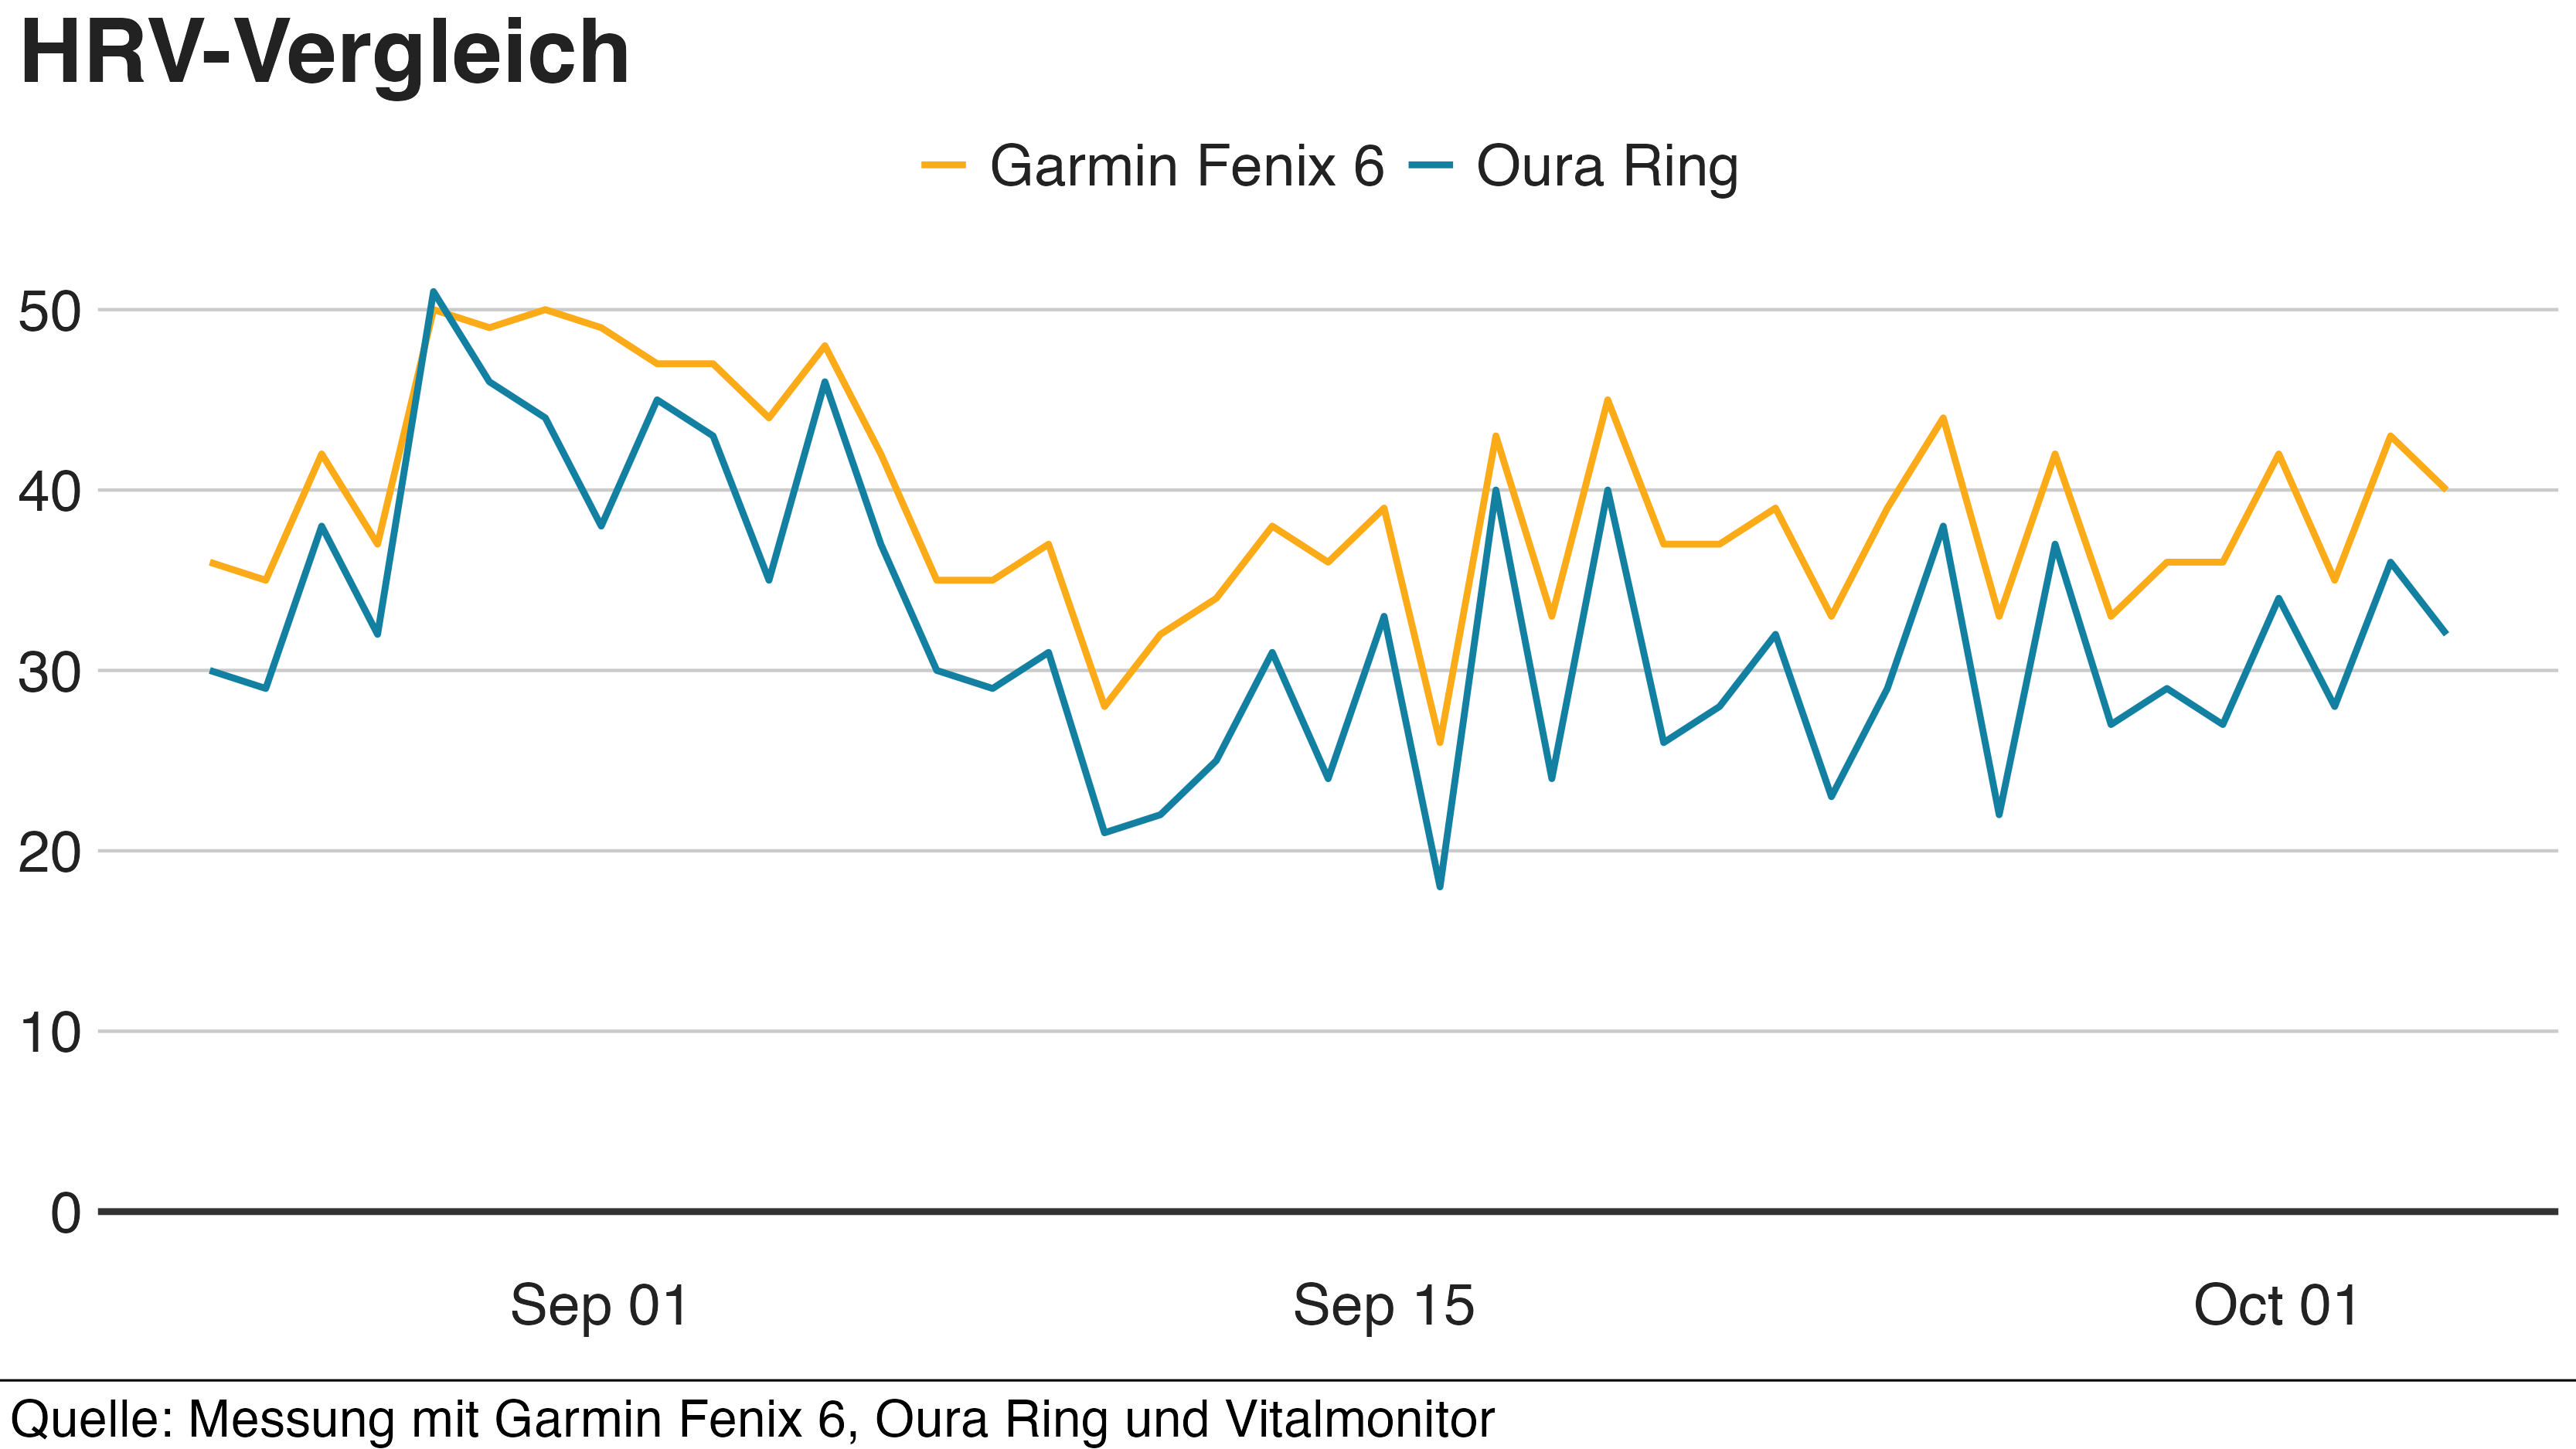 HRV-Vergleich
Garmin Fenix 6 Oura Ring
50
40
30
20
10
0
Sep 01 Sep 15 Oct 01
Quelle: Messung mit Garmin Fenix 6, Oura Ring und Vitalmonitor